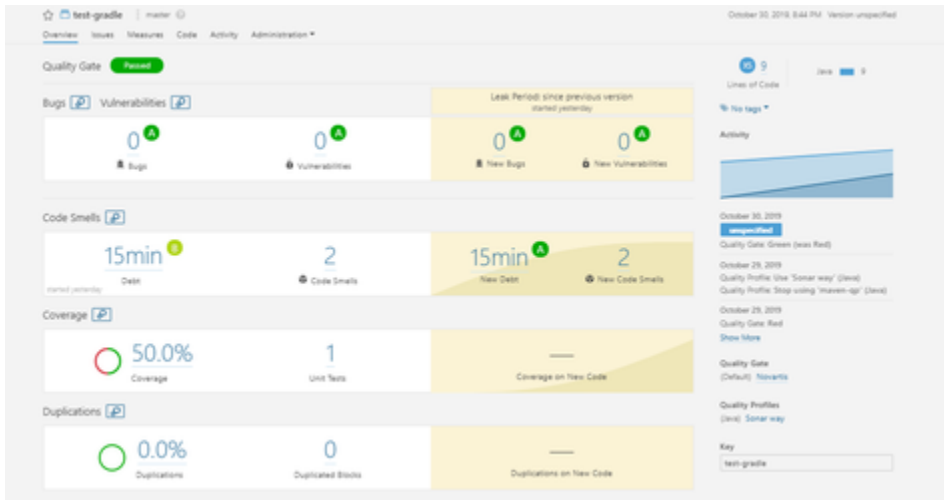 test-gradle master
October 30, 2019, 8:44 PM Version unspecified
Overview Issues Measures Code Activity Administration
Quality Gate Passed
Bugs Vulnerabilities
Leak Period: since previous version
started yesterday
0 A
Bugs
0 A
Vulnerabilities
0 A
New Bugs
0 A
New Vulnerabilities
Code Smells
15min B
Debt
started yesterday
2
Code Smells
15min A
New Debt
2
New Code Smells
Coverage
50.0%
Coverage
1
Unit Tests
Coverage on New Code
Duplications
0.0%
Duplications
0
Duplicated Blocks
Duplications on New Code
XS 9
Lines of Code
Java 9
No tags
Activity
October 30, 2019
unspecified
Quality Gate: Green (was Red)
October 29, 2019
Quality Profile: Use 'Sonar way' (Java)
Quality Profile: Stop using 'maven-qp' (Java)
October 29, 2019
Quality Gate: Red
Show More
Quality Gate
(Default) Novartis
Quality Profiles
(Java) Sonar way
Key
test-gradle